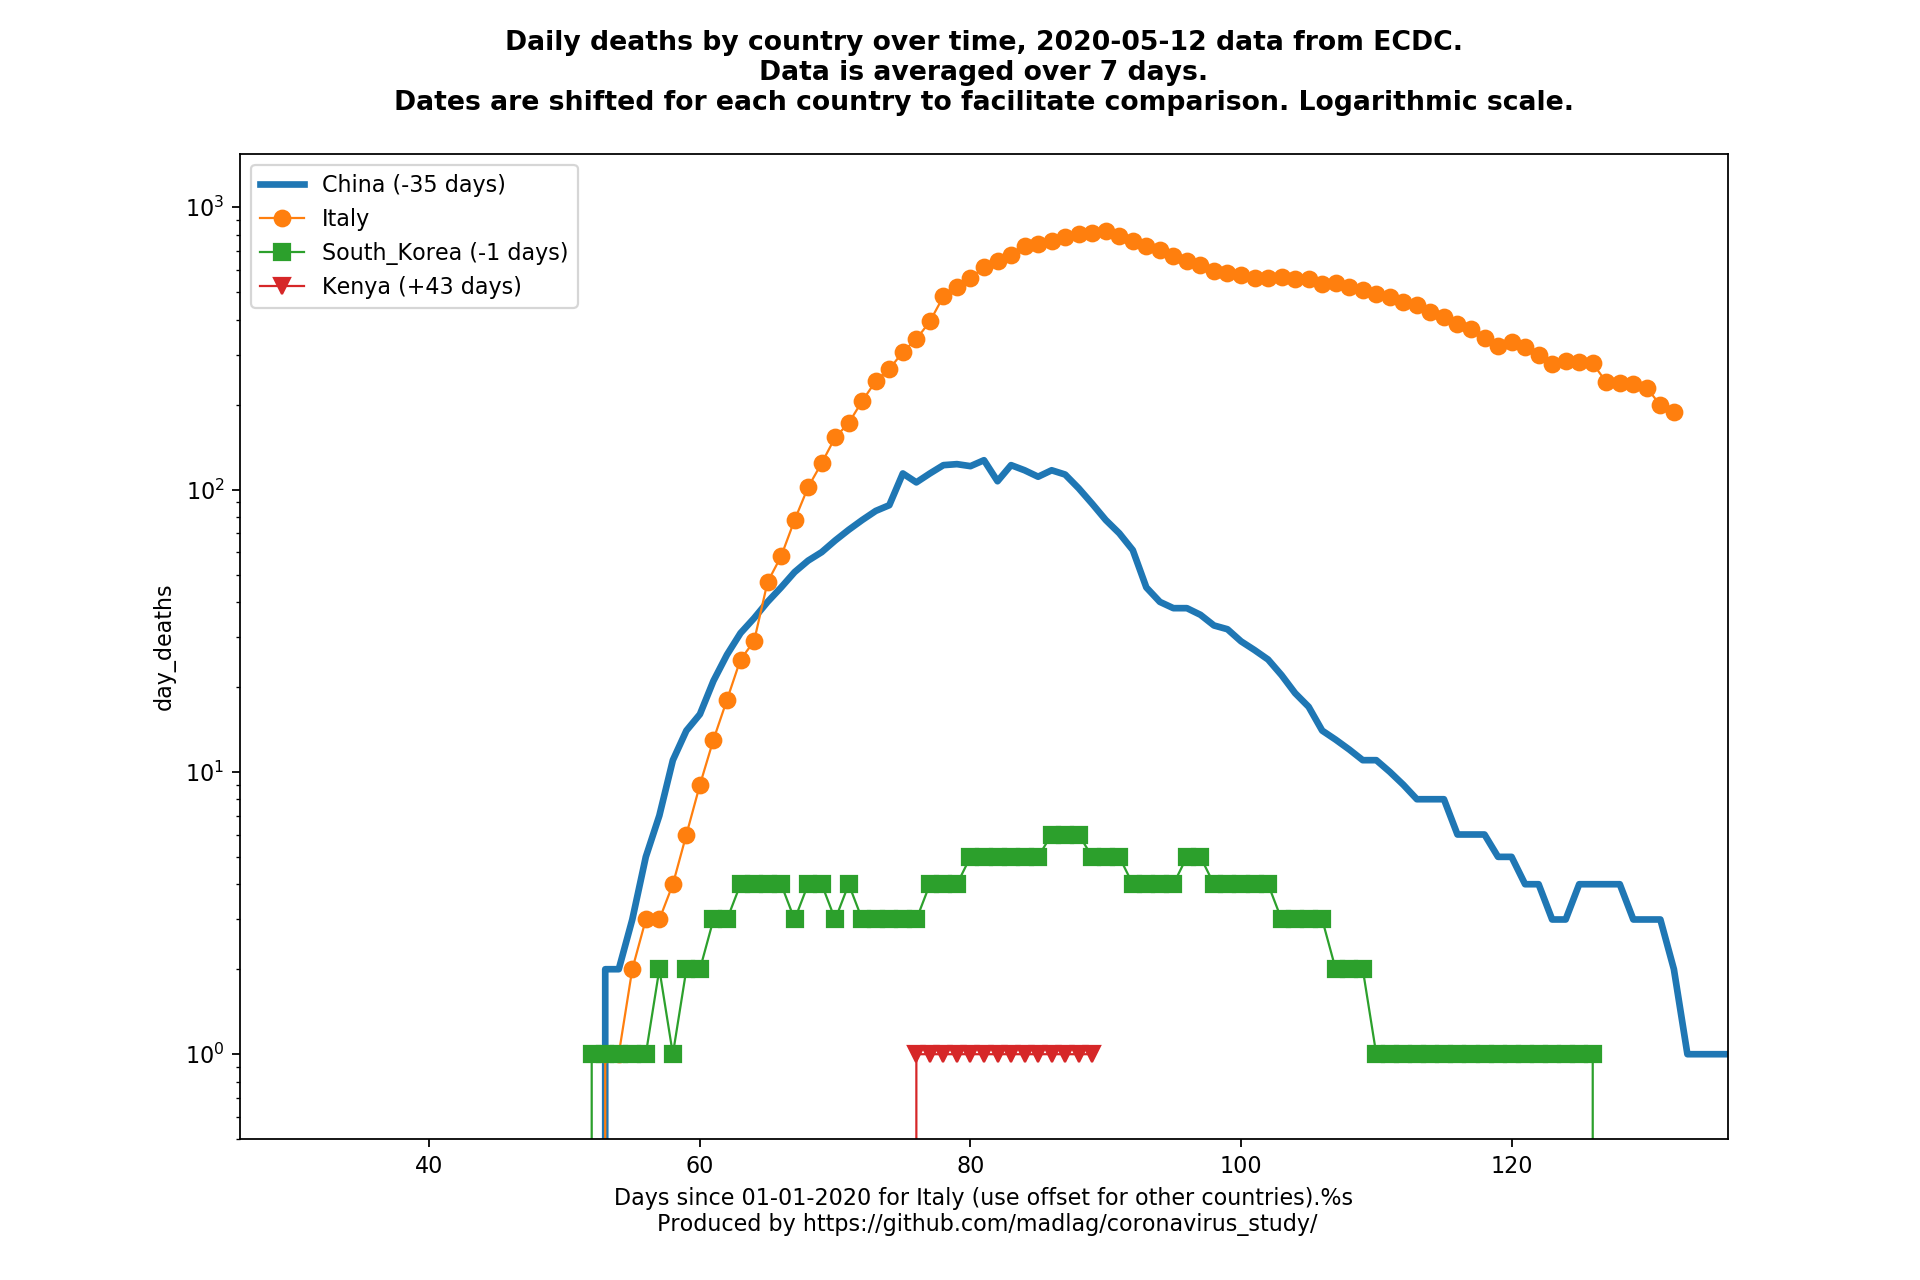 Daily deaths by country over time, 2020-05-12 data from ECDC.
Data is averaged over 7 days.
Dates are shifted for each country to facilitate comparison. Logarithmic scale.
China (-35 days)
Italy
South_Korea (-1 days)
Kenya (+43 days)
10³
10²
10¹
10⁰
day_deaths
40 60 80 100 120
Days since 01-01-2020 for Italy (use offset for other countries).%s
Produced by https://github.com/madlag/coronavirus_study/